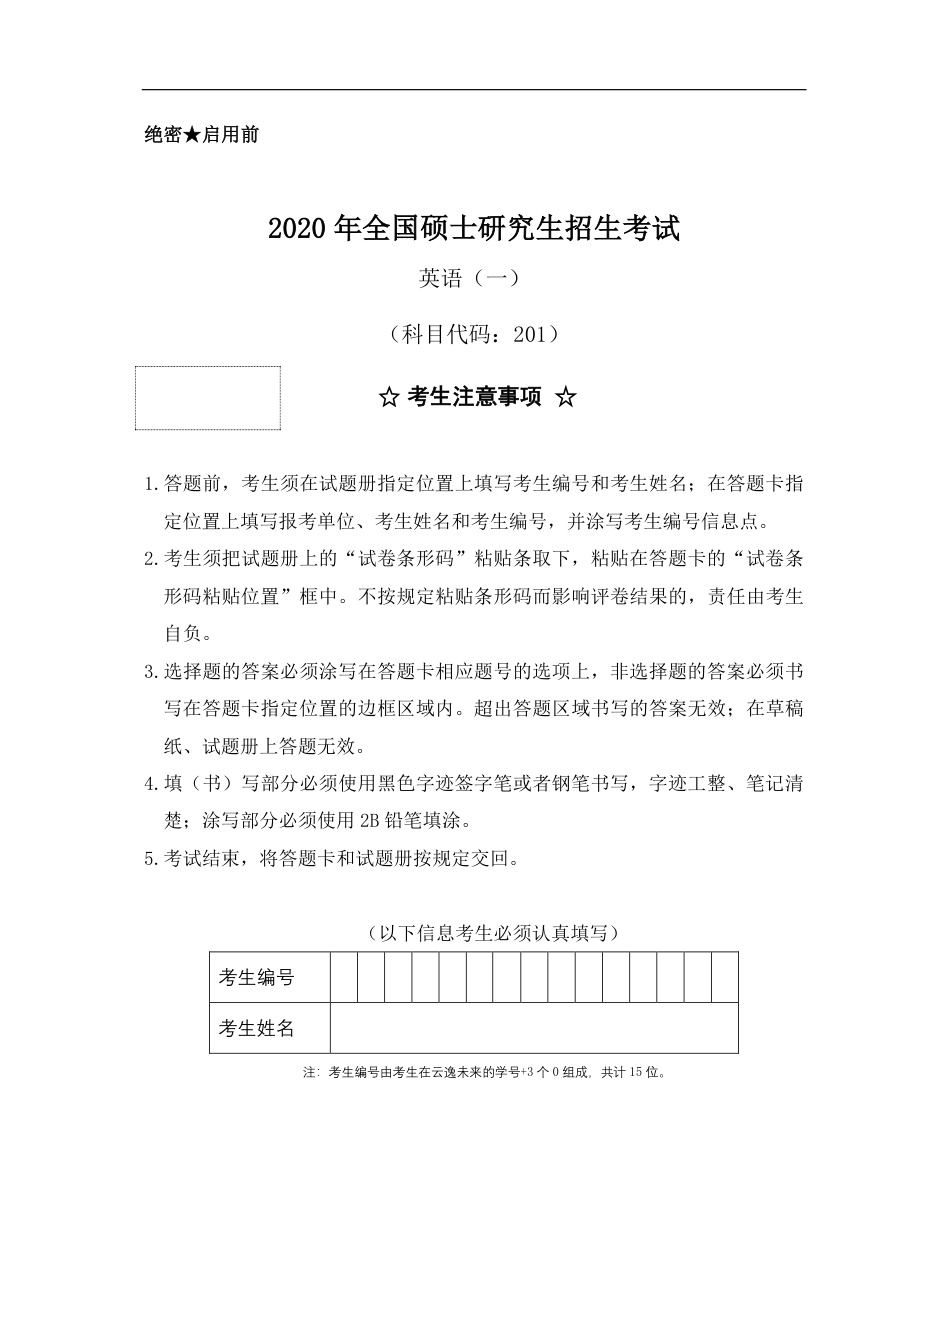 绝密★启用前
2020 年全国硕士研究生招生考试
英语（一）
（科目代码：201）
☆ 考生注意事项 ☆
1. 答题前，考生须在试题册指定位置上填写考生编号和考生姓名；在答题卡指
定位置上填写报考单位、考生姓名和考生编号，并涂写考生编号信息点。
2. 考生须把试题册上的“试卷条形码”粘贴条取下，粘贴在答题卡的“试卷条
形码粘贴位置”框中。不按规定粘贴条形码而影响评卷结果的，责任由考生
自负。
3. 选择题的答案必须涂写在答题卡相应题号的选项上，非选择题的答案必须书
写在答题卡指定位置的边框区域内。超出答题区域书写的答案无效；在草稿
纸、试题册上答题无效。
4. 填（书）写部分必须使用黑色字迹签字笔或者钢笔书写，字迹工整、笔记清
楚；涂写部分必须使用 2B 铅笔填涂。
5. 考试结束，将答题卡和试题册按规定交回。
（以下信息考生必须认真填写）
考生编号
考生姓名
注：考生编号由考生在云逸未来的学号+3 个 0 组成，共计 15 位。